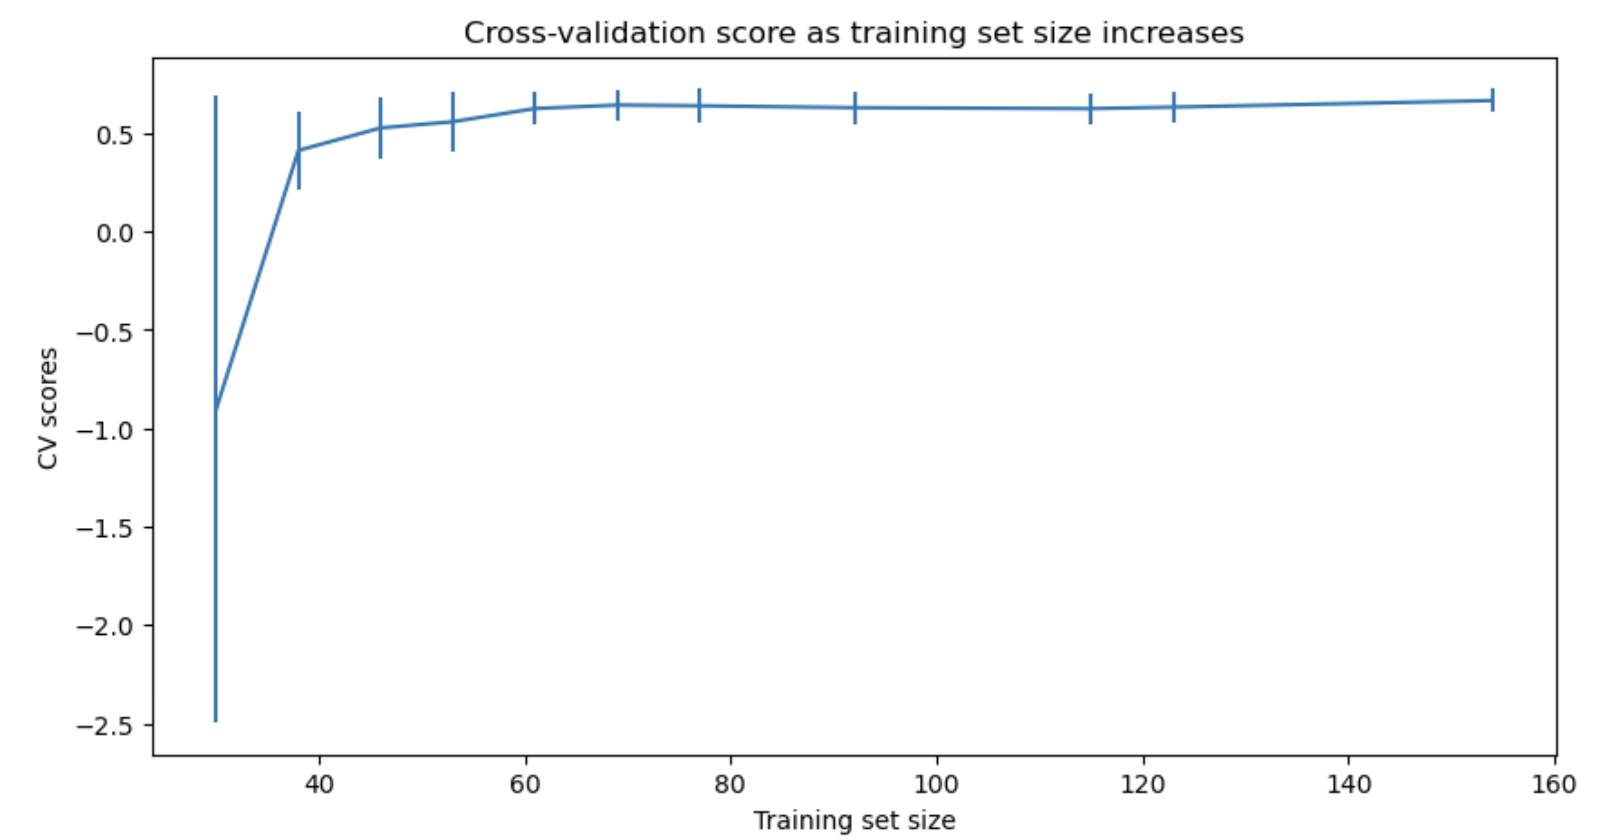 Cross-validation score as training set size increases
CV scores
0.5
0.0
−0.5
−1.0
−1.5
−2.0
−2.5
40 60 80 100 120 140 160
Training set size